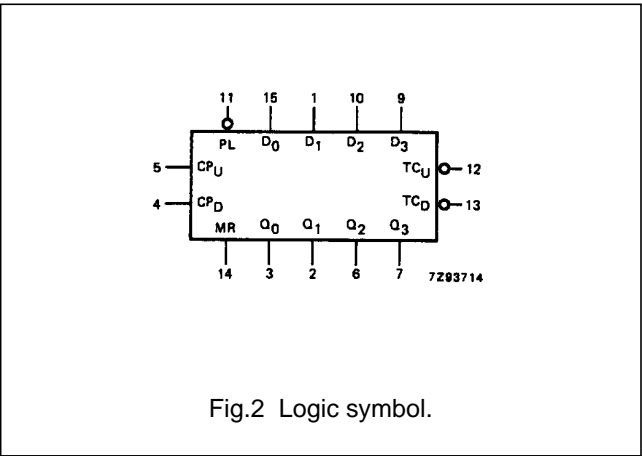 11 15 1 10 9
PL D0 D1 D2 D3
5 CPU TCU 12
4 CPD TCD 13
MR Q0 Q1 Q2 Q3
14 3 2 6 7 7Z93714
Fig.2 Logic symbol.